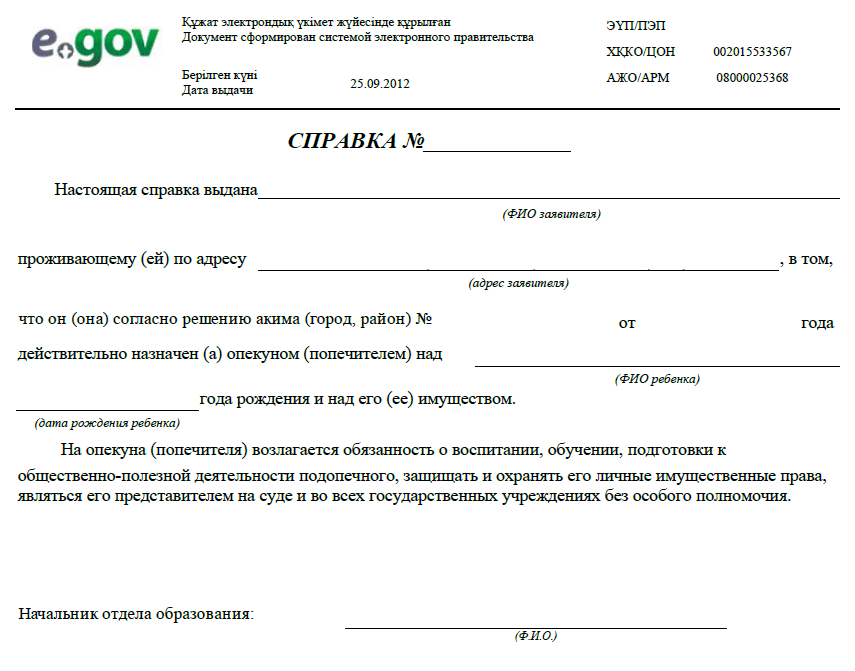 e.gov
Құжат электрондық үкімет жүйесінде құрылған
Документ сформирован системой электронного правительства
Берілген күні
Дата выдачи
25.09.2012
ЭҮП/ПЭП
ХҚКО/ЦОН 002015533567
АЖО/АРМ 08000025368
СПРАВКА №
Настоящая справка выдана
(ФИО заявителя)
проживающему (ей) по адресу , в том,
(адрес заявителя)
что он (она) согласно решению акима (город, район) № от года
действительно назначен (а) опекуном (попечителем) над
(ФИО ребенка)
года рождения и над его (ее) имуществом.
(дата рождения ребенка)
На опекуна (попечителя) возлагается обязанность о воспитании, обучении, подготовки к
общественно-полезной деятельности подопечного, защищать и охранять его личные имущественные права,
являться его представителем на суде и во всех государственных учреждениях без особого полномочия.
Начальник отдела образования:
(Ф.И.О.)